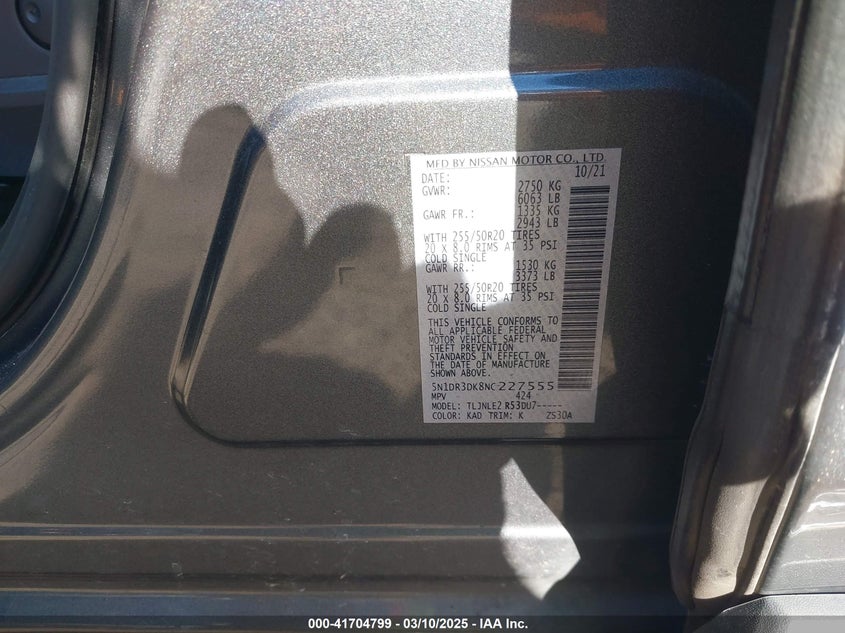 MFD BY NISSAN MOTOR CO., LTD.
DATE: 10/21
GVWR: 2750 KG
6063 LB
GAWR FR.: 1335 KG
2943 LB
WITH 255/50R20 TIRES
20 X 8.0 RIMS AT 35 PSI
COLD SINGLE
GAWR RR.: 1530 KG
3373 LB
WITH 255/50R20 TIRES
20 X 8.0 RIMS AT 35 PSI
COLD SINGLE
THIS VEHICLE CONFORMS TO
ALL APPLICABLE FEDERAL
MOTOR VEHICLE SAFETY AND
THEFT PREVENTION
STANDARDS IN EFFECT ON
THE DATE OF MANUFACTURE
SHOWN ABOVE.
5N1DR3DK8NC227555
MPV 424
MODEL: TLJNLE2 R53DU7-----
COLOR: KAD TRIM: K ZS3DA
000-41704799 — 03/10/2025 — IAA Inc.